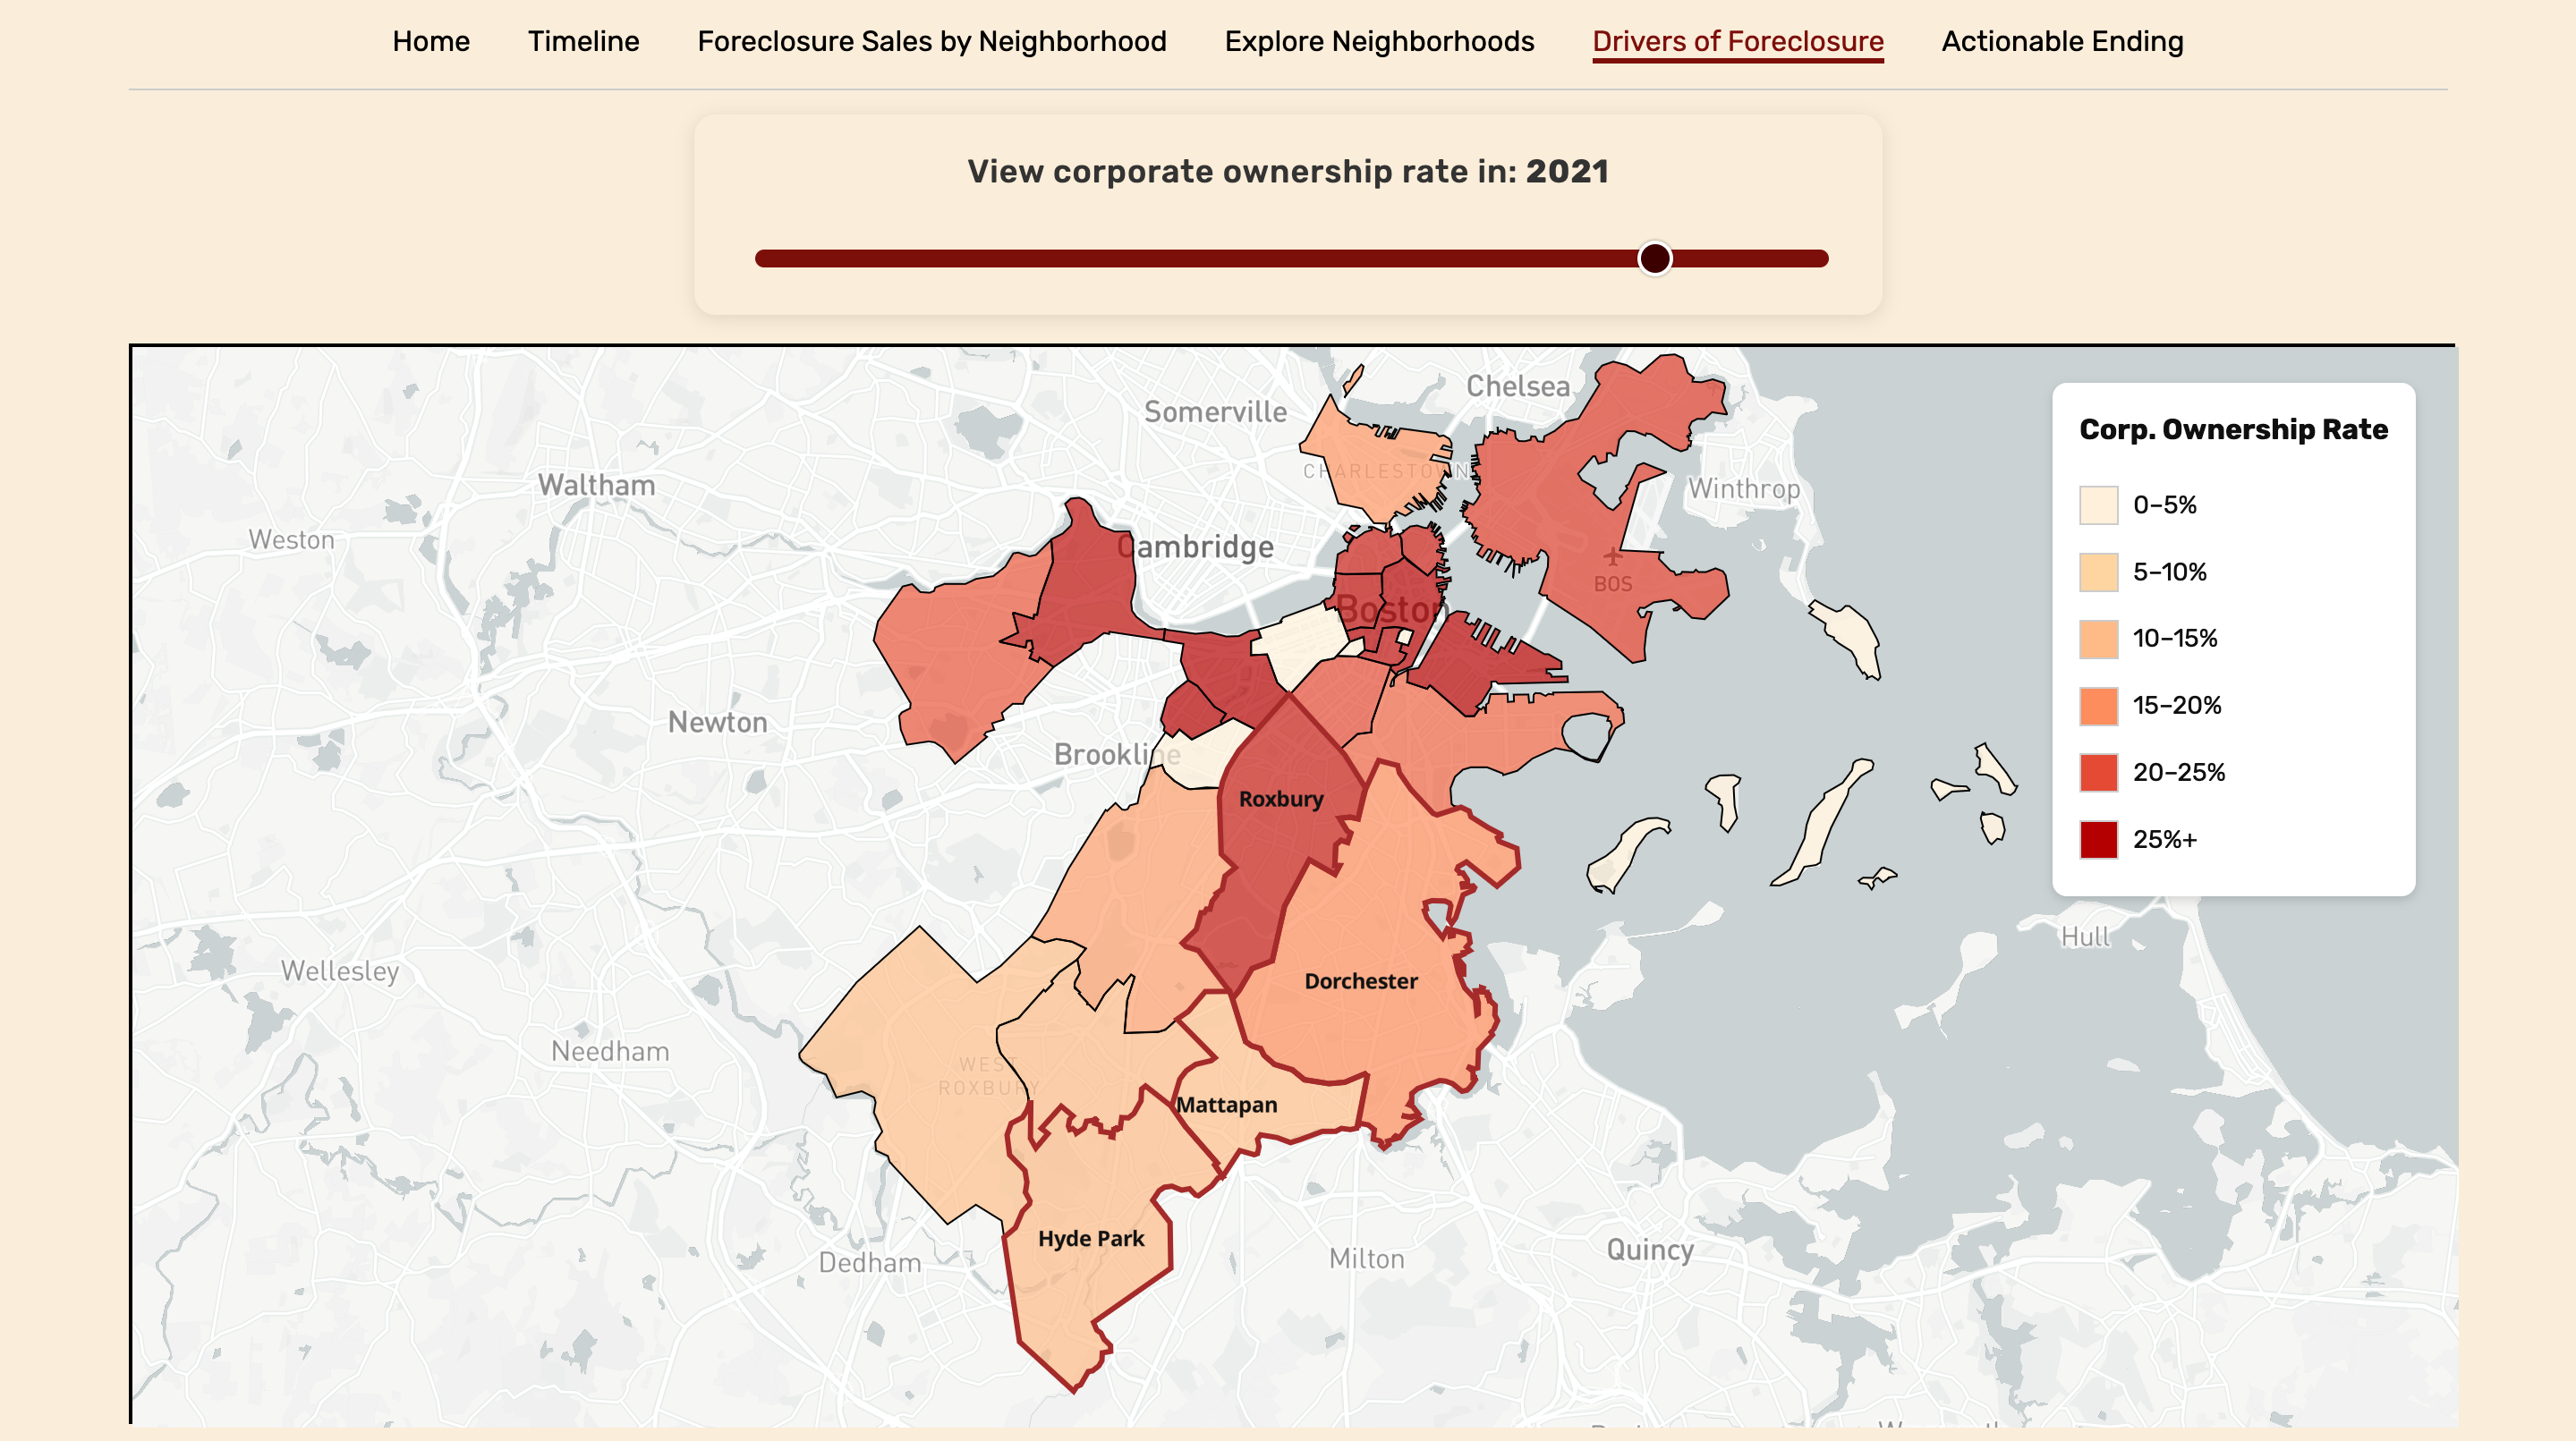 Home
Timeline
Foreclosure Sales by Neighborhood
Explore Neighborhoods
Drivers of Foreclosure
Actionable Ending
View corporate ownership rate in: 2021
Corp. Ownership Rate
0–5%
5–10%
10–15%
15–20%
20–25%
25%+
Chelsea
Somerville
CHARLESTOWN
Waltham
Winthrop
Weston
Cambridge
BOS
Boston
Newton
Brookline
Roxbury
Hull
Wellesley
Dorchester
Needham
WEST
ROXBURY
Mattapan
Hyde Park
Dedham
Milton
Quincy